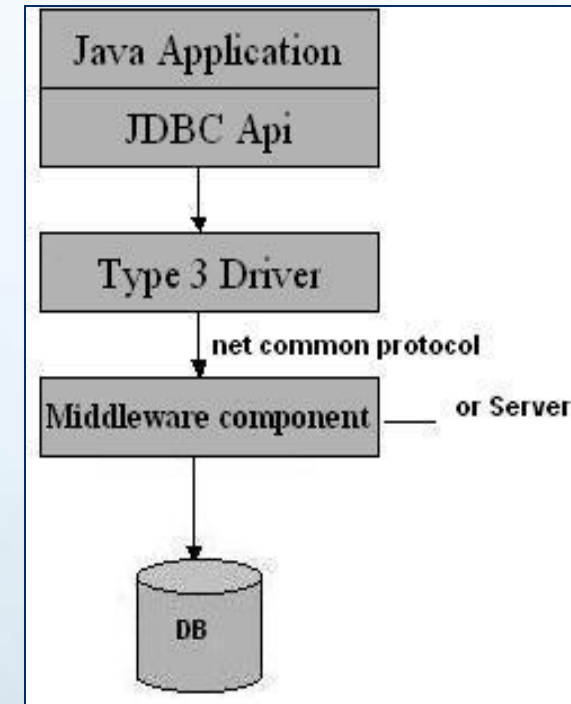 Java Application
JDBC Api
Type 3 Driver
net common protocol
Middleware component
or Server
DB